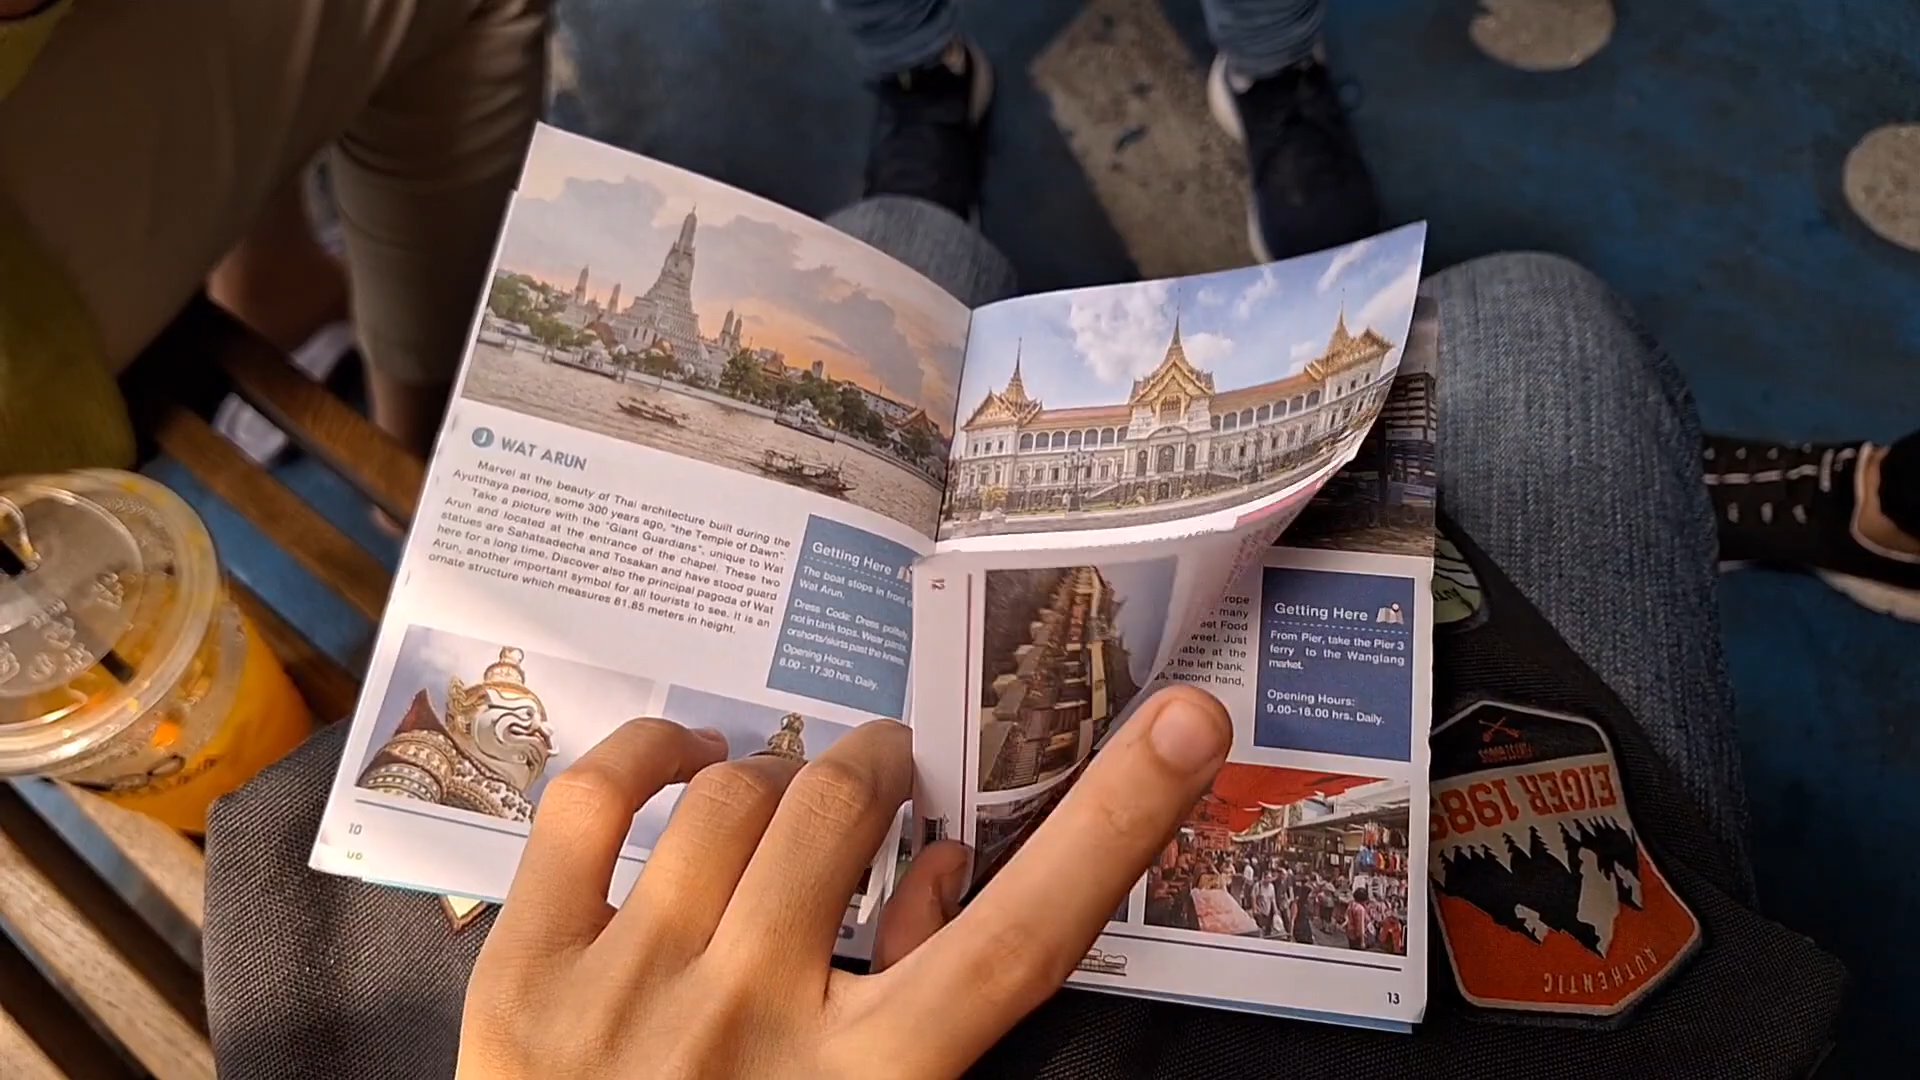 J WAT ARUN
Marvel at the beauty of Thai architecture built during the
Ayutthaya period, some 300 years ago, "the Temple of Dawn".
Take a picture with the "Giant Guardians", unique to Wat
Arun and located at the entrance of the chapel. These two
statues are Sahatsadecha and Tosakan and have stood guard
here for a long time. Discover also the principal pagoda of Wat
Arun, another important symbol for all tourists to see. It is an
ornate structure which measures 81.85 meters in height.
Getting Here
The boat stops in front
Wat Arun.
Dress Code: Dress politely,
not in tank tops. Wear pants,
or shorts/skirts past the knees.
Opening Hours:
8.00 - 17.30 hrs. Daily.
10
12
many
Food
weet. Just
able at the
the left bank.
second hand,
Getting Here
From Pier, take the Pier 3
ferry to the Wanglang
market.
Opening Hours:
9.00-18.00 hrs. Daily.
13
EIGER 1989
AUTHENTIC